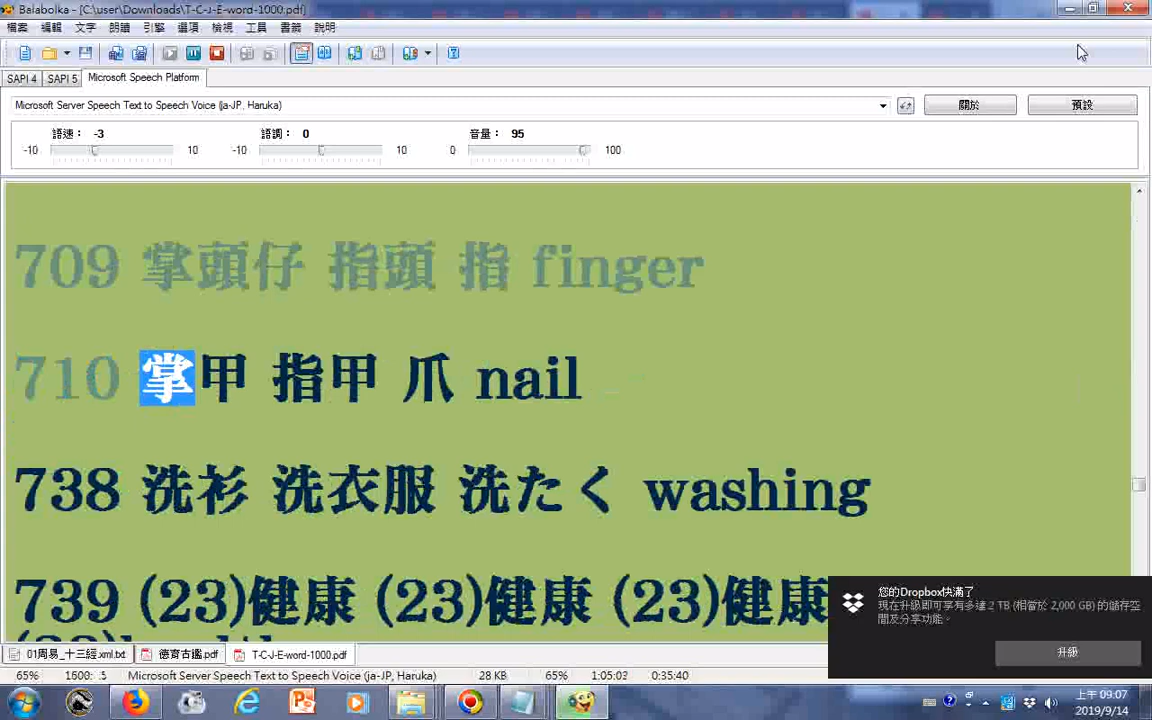 Balabolka - [C:\user\Downloads\T-C-J-E-word-1000.pdf]
檔案 編輯 文字 朗讀 引擎 選項 檢視 工具 書籤 說明
SAPI 4 SAPI 5 Microsoft Speech Platform
Microsoft Server Speech Text to Speech Voice (ja-JP, Haruka) 關於 預設
語速： -3 語調： 0 音量： 95
-10 10 -10 10 0 100
709 掌頭仔 指頭 指 finger
710 掌甲 指甲 爪 nail
738 洗衫 洗衣服 洗たく washing
739 (23)健康 (23)健康 (23)健康
您的Dropbox快滿了
現在升級即可享有多達 2 TB (相當於 2,000 GB) 的儲存空
間及分享功能。
升級
01周易_十三經.xml.txt 德育古鑑.pdf T-C-J-E-word-1000.pdf
65% Microsoft Server Speech Text to Speech Voice (ja-JP, Haruka) 28 KB 65% 0:35:40
上午 09:07
2019/9/14